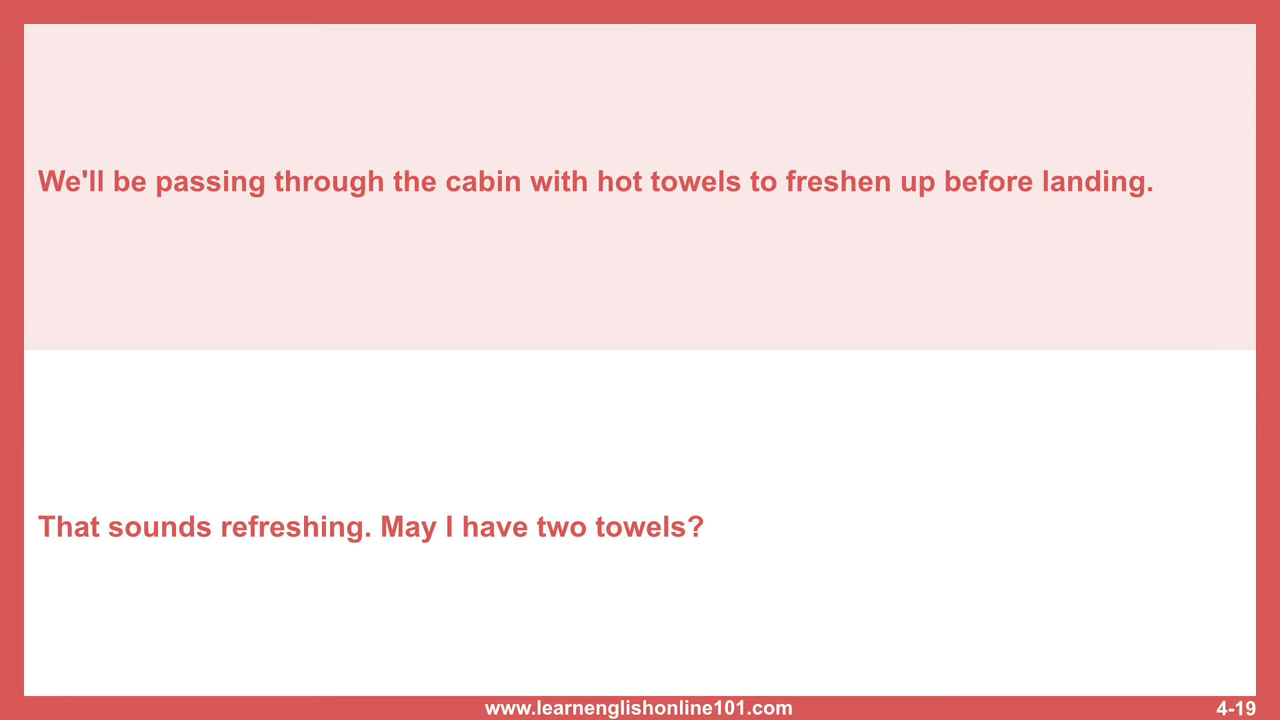 We'll be passing through the cabin with hot towels to freshen up before landing.
That sounds refreshing. May I have two towels?
www.learnenglishonline101.com
4-19